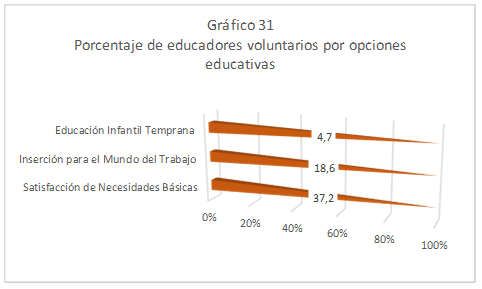 Gráfico 31
Porcentaje de educadores voluntarios por opciones
educativas
Educación Infantil Temprana
4,7
Inserción para el Mundo del Trabajo
18,6
Satisfacción de Necesidades Básicas
37,2
0%
20%
40%
60%
80%
100%